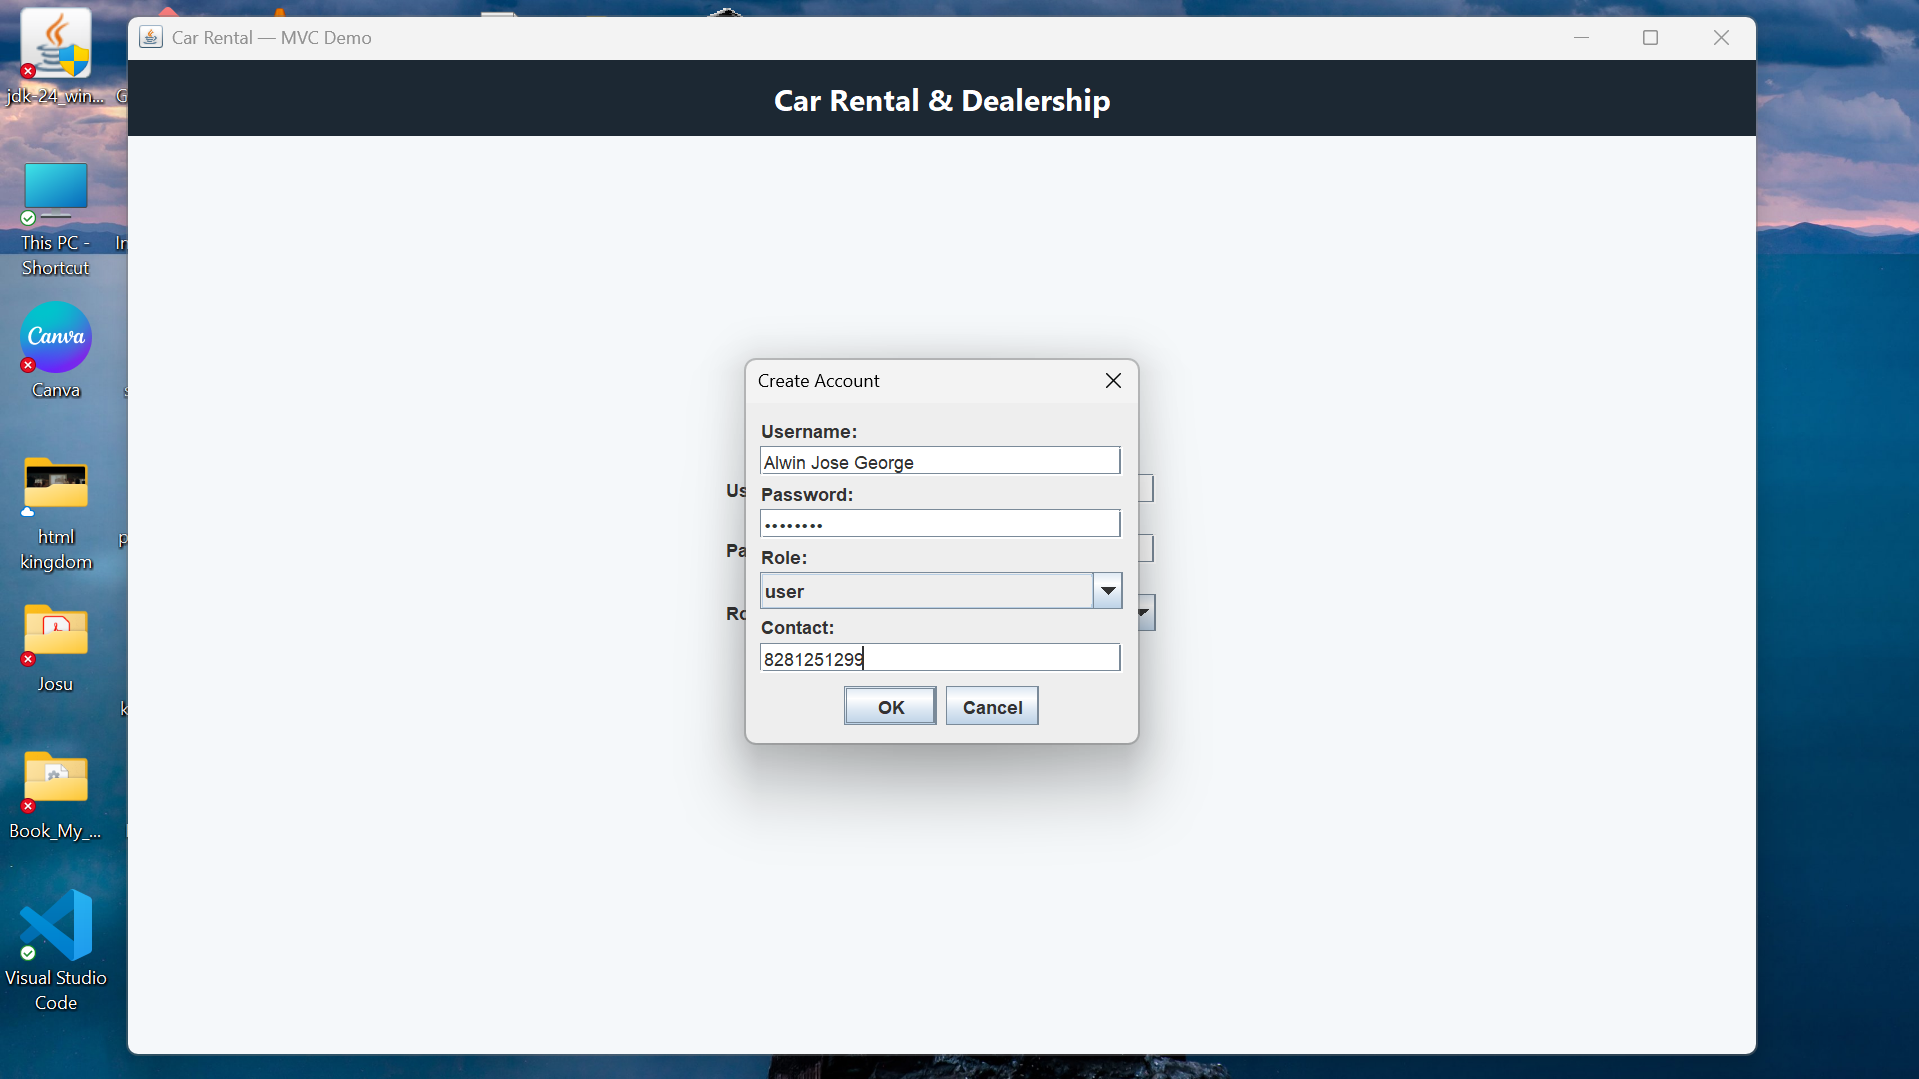 Car Rental — MVC Demo
Car Rental & Dealership
Create Account
Username:
Alwin Jose George
Password:
••••••••
Role:
user
Contact:
8281251299
OK
Cancel
Us
Pa
jdk-24_win...
G
This PC -
Shortcut
In
Canva
Canva
html
kingdom
Josu
Book_My_...
Visual Studio
Code